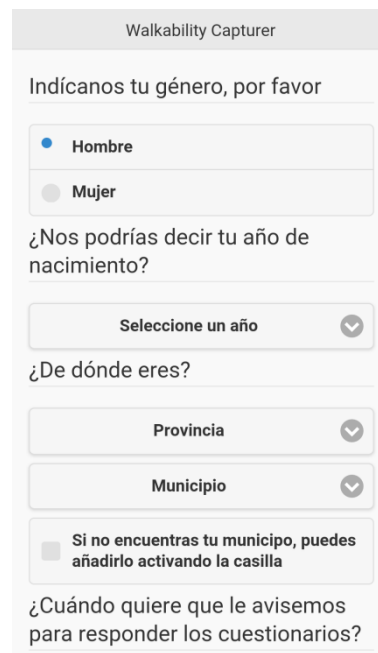 Walkability Capturer
Indícanos tu género, por favor
Hombre
Mujer
¿Nos podrías decir tu año de
nacimiento?
Seleccione un año
¿De dónde eres?
Provincia
Municipio
Si no encuentras tu municipo, puedes
añadirlo activando la casilla
¿Cuándo quiere que le avisemos
para responder los cuestionarios?